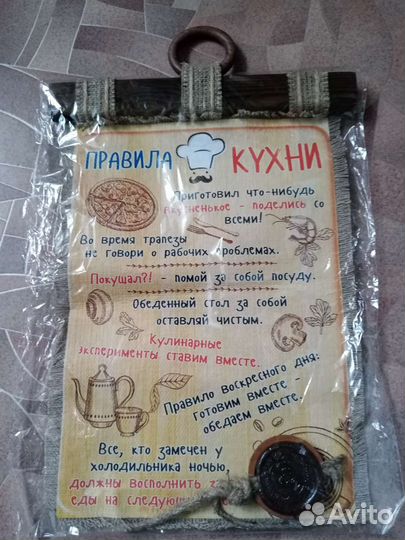 ПРАВИЛА КУХНИ
Приготовил что-нибудь
вкусненькое - поделись со
всеми!
Во время трапезы
не говори о рабочих проблемах.
Покушал?! - помой за собой посуду.
Обеденный стол за собой
оставляй чистым.
Кулинарные
эксперименты ставим вместе.
Правило воскресного дня:
готовим вместе -
обедаем вместе.
Все, кто замечен у
холодильника ночью,
должны восполнить
еды на
Avito